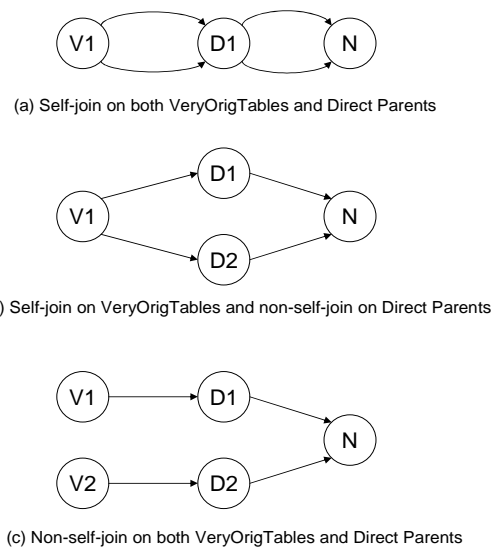 V1 D1 N
(a) Self-join on both VeryOrigTables and Direct Parents
D1
V1 N
D2
) Self-join on VeryOrigTables and non-self-join on Direct Parents
V1 D1
N
V2 D2
(c) Non-self-join on both VeryOrigTables and Direct Parents